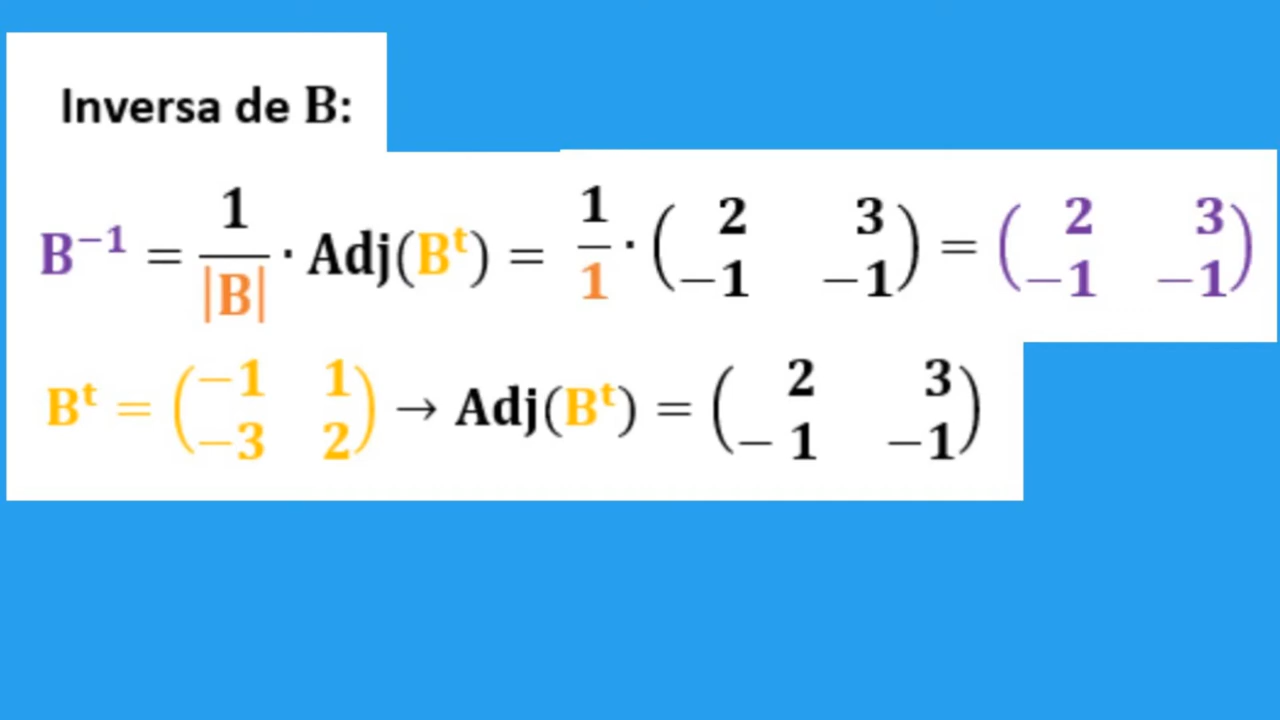 Inversa de B:
B⁻¹ = 1/|B| · Adj(Bᵗ) = 1/1 · (2 3; −1 −1) = (2 3; −1 −1)
Bᵗ = (−1 1; −3 2) → Adj(Bᵗ) = (2 3; −1 −1)